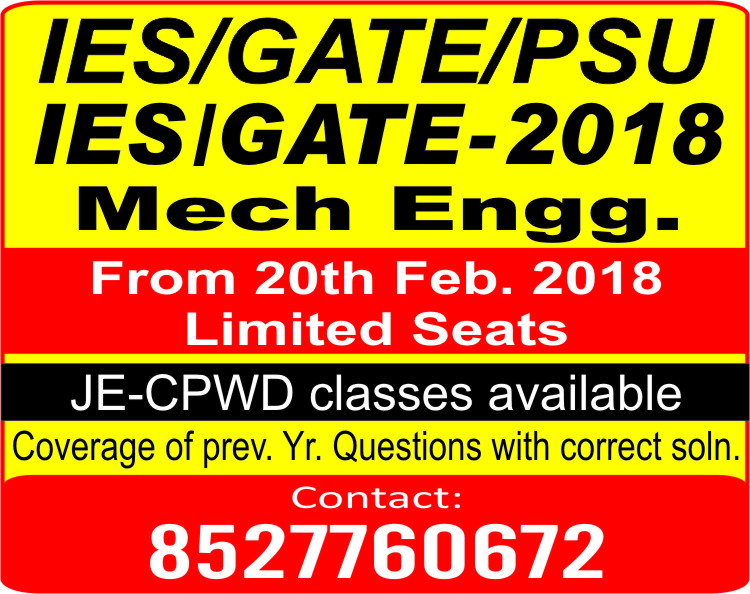 IES/GATE/PSU
IES/GATE-2018
Mech Engg.
From 20th Feb. 2018
Limited Seats
JE-CPWD classes available
Coverage of prev. Yr. Questions with correct soln.
Contact:
8527760672